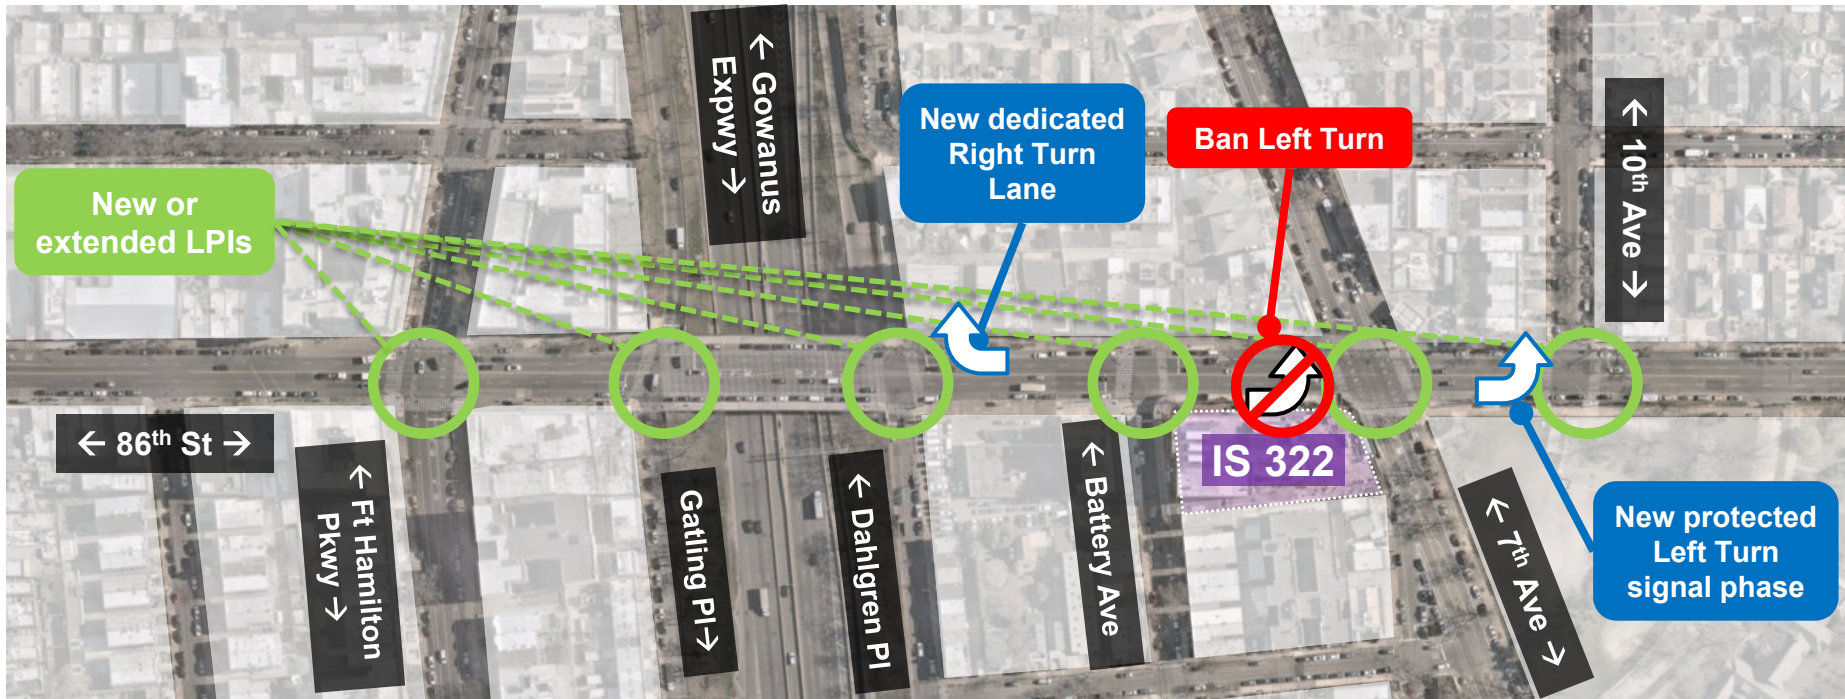 ← Gowanus
Expwy →
New dedicated
Right Turn
Lane
Ban Left Turn
← 10th Ave →
New or
extended LPIs
← 86th St →
← Ft Hamilton
Pkwy →
Gatling Pl→
← Dahlgren Pl
← Battery Ave
IS 322
← 7th Ave →
New protected
Left Turn
signal phase